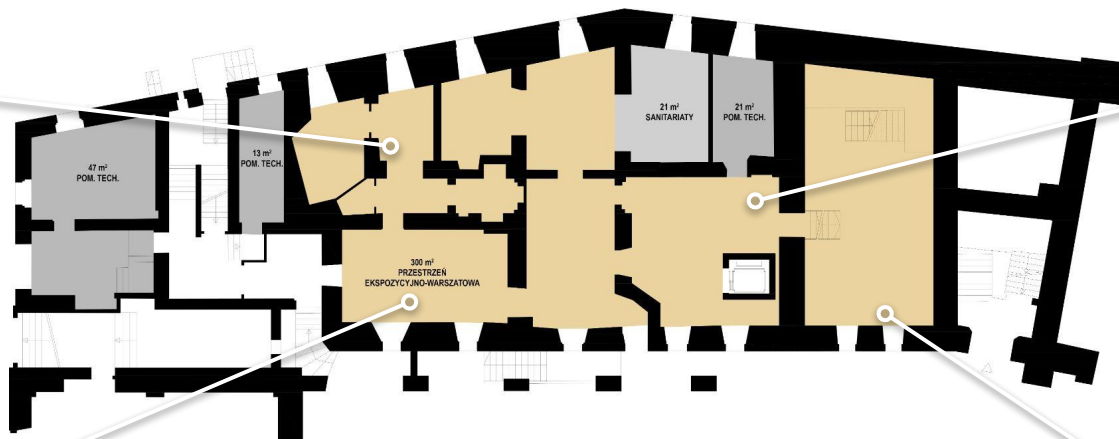 47 m²
POM. TECH.
13 m²
POM. TECH.
21 m²
SANITARIATY
21 m²
POM. TECH.
300 m²
PRZESTRZEŃ
EKSPOZYCYJNO-WARSZATOWA